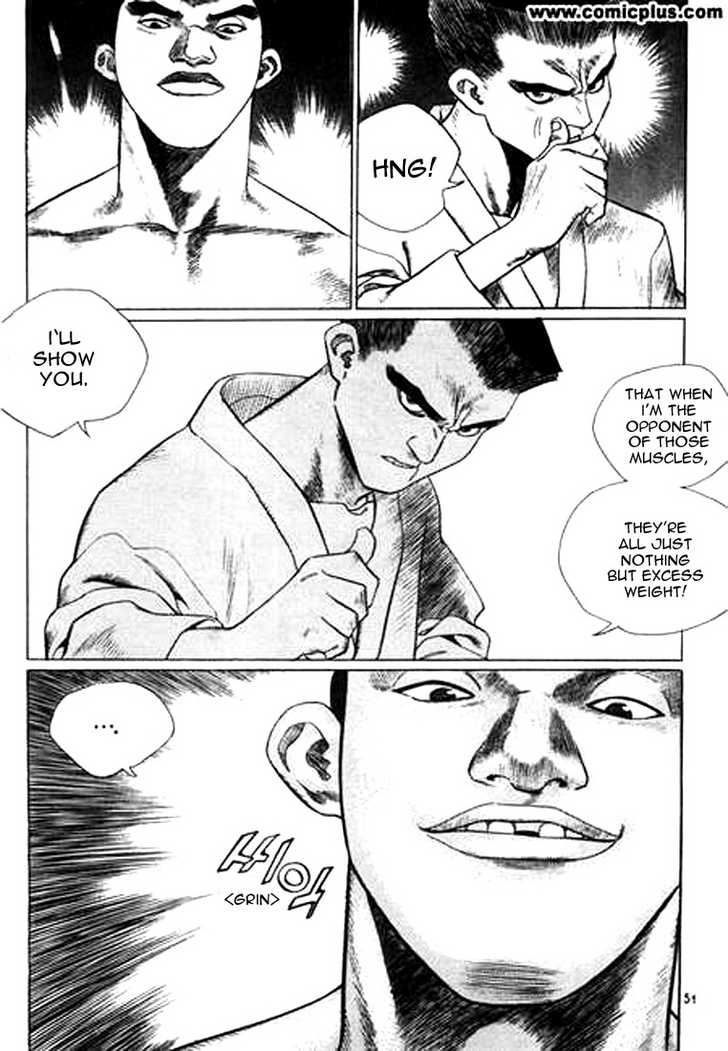 www.comicplus.com
HNG!
I'LL
SHOW
YOU.
THAT WHEN
I'M THE
OPPONENT
OF THOSE
MUSCLES,
THEY'RE
ALL JUST
NOTHING
BUT EXCESS
WEIGHT!
...
씨익
<GRIN>
51